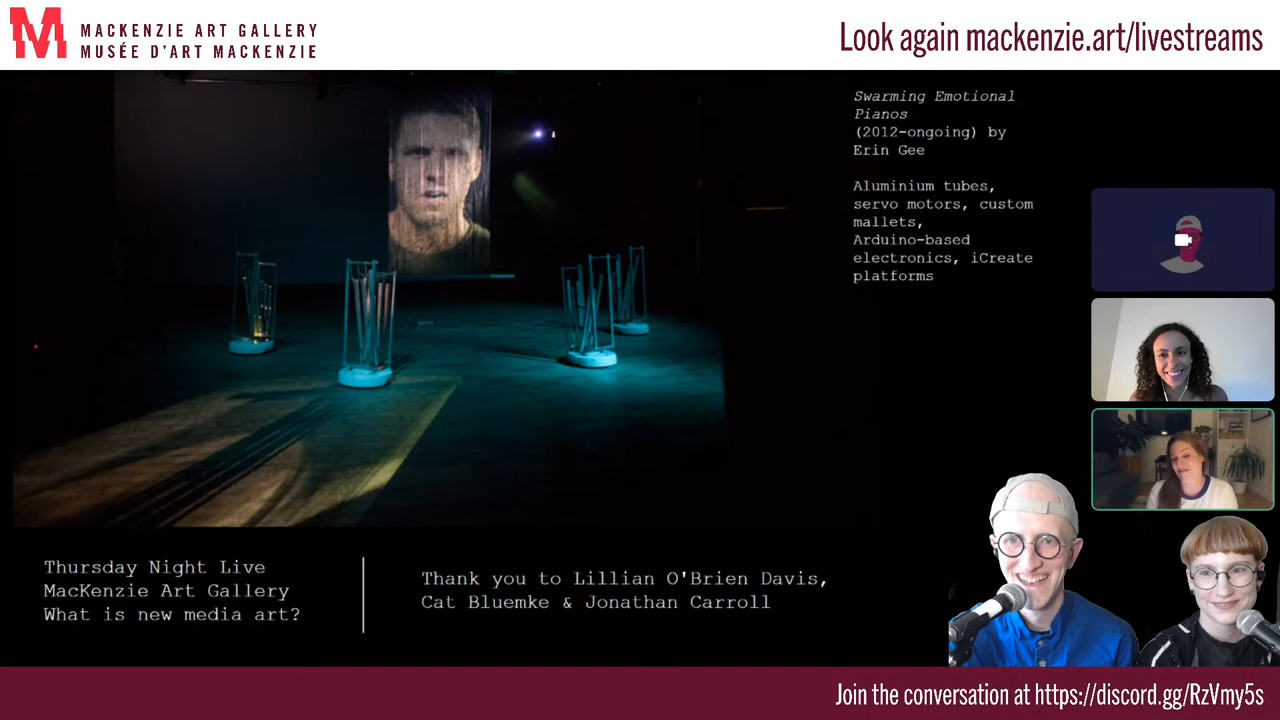 MACKENZIE ART GALLERY
MUSÉE D'ART MACKENZIE
Look again mackenzie.art/livestreams
Swarming Emotional
Pianos
(2012-ongoing) by
Erin Gee
Aluminium tubes,
servo motors, custom
mallets,
Arduino-based
electronics, iCreate
platforms
Thursday Night Live
MacKenzie Art Gallery
What is new media art?
Thank you to Lillian O'Brien Davis,
Cat Bluemke & Jonathan Carroll
Join the conversation at https://discord.gg/RzVmy5s